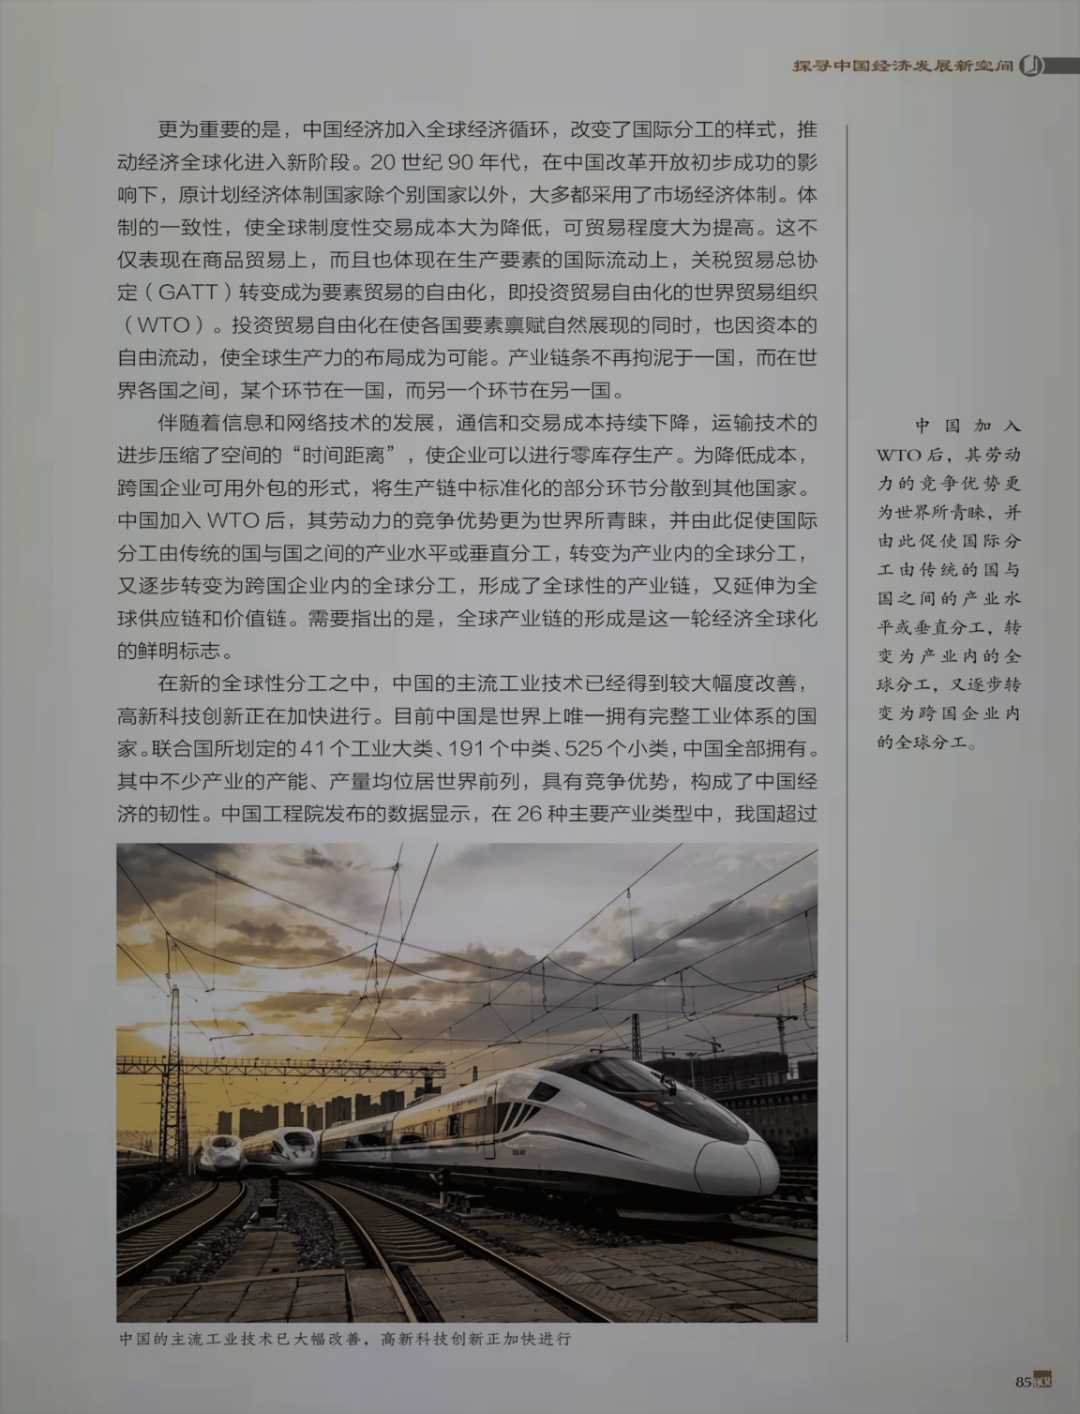 探寻中国经济发展新空间
更为重要的是，中国经济加入全球经济循环，改变了国际分工的样式，推
动经济全球化进入新阶段。20 世纪 90 年代，在中国改革开放初步成功的影
响下，原计划经济体制国家除个别国家以外，大多都采用了市场经济体制。体
制的一致性，使全球制度性交易成本大为降低，可贸易程度大为提高。这不
仅表现在商品贸易上，而且也体现在生产要素的国际流动上，关税贸易总协
定（GATT）转变成为要素贸易的自由化，即投资贸易自由化的世界贸易组织
（WTO）。投资贸易自由化在使各国要素禀赋自然展现的同时，也因资本的
自由流动，使全球生产力的布局成为可能。产业链条不再拘泥于一国，而在世
界各国之间，某个环节在一国，而另一个环节在另一国。
伴随着信息和网络技术的发展，通信和交易成本持续下降，运输技术的
进步压缩了空间的“时间距离”，使企业可以进行零库存生产。为降低成本，
跨国企业可用外包的形式，将生产链中标准化的部分环节分散到其他国家。
中国加入 WTO 后，其劳动力的竞争优势更为世界所青睐，并由此促使国际
分工由传统的国与国之间的产业水平或垂直分工，转变为产业内的全球分工，
又逐步转变为跨国企业内的全球分工，形成了全球性的产业链，又延伸为全
球供应链和价值链。需要指出的是，全球产业链的形成是这一轮经济全球化
的鲜明标志。
在新的全球性分工之中，中国的主流工业技术已经得到较大幅度改善，
高新科技创新正在加快进行。目前中国是世界上唯一拥有完整工业体系的国
家。联合国所划定的 41 个工业大类、191 个中类、525 个小类，中国全部拥有。
其中不少产业的产能、产量均位居世界前列，具有竞争优势，构成了中国经
济的韧性。中国工程院发布的数据显示，在 26 种主要产业类型中，我国超过
中国加入
WTO 后，其劳动
力的竞争优势更
为世界所青睐，并
由此促使国际分
工由传统的国与
国之间的产业水
平或垂直分工，转
变为产业内的全
球分工，又逐步转
变为跨国企业内
的全球分工。
中国的主流工业技术已大幅改善，高新科技创新正加快进行
85